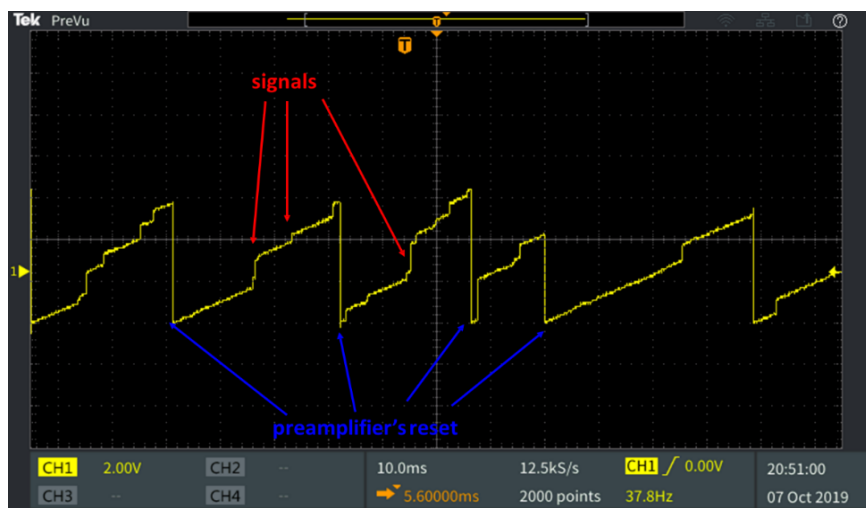 Tek PreVu
T
T
signals
1
preamplifier's reset
CH1 2.00V CH2 -- 10.0ms 12.5kS/s CH1 0.00V 20:51:00
CH3 -- CH4 -- 5.60000ms 2000 points 37.8Hz 07 Oct 2019